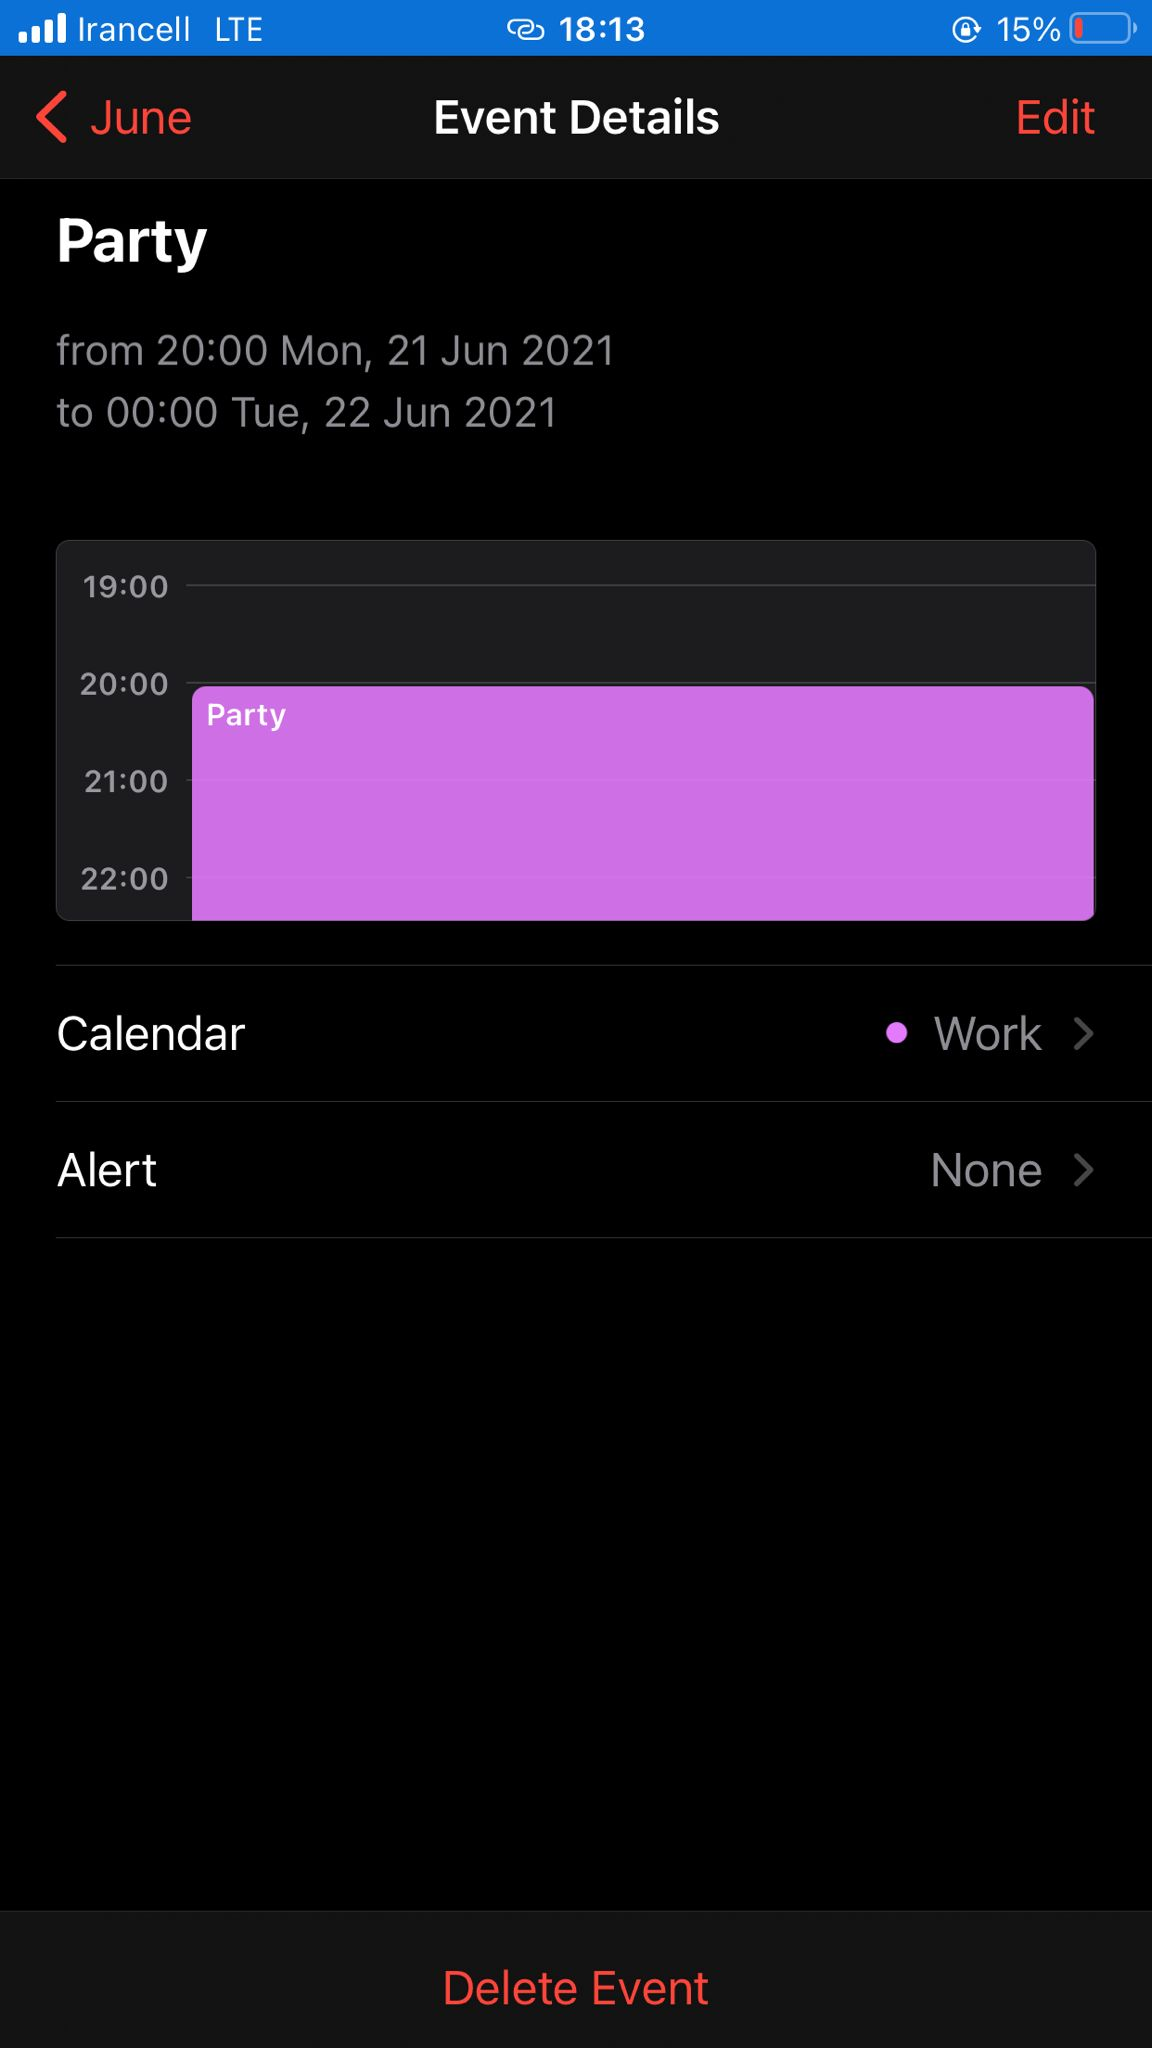 Irancell LTE 18:13 15%
June Event Details Edit
Party
from 20:00 Mon, 21 Jun 2021
to 00:00 Tue, 22 Jun 2021
19:00
20:00
Party
21:00
22:00
Calendar Work
Alert None
Delete Event